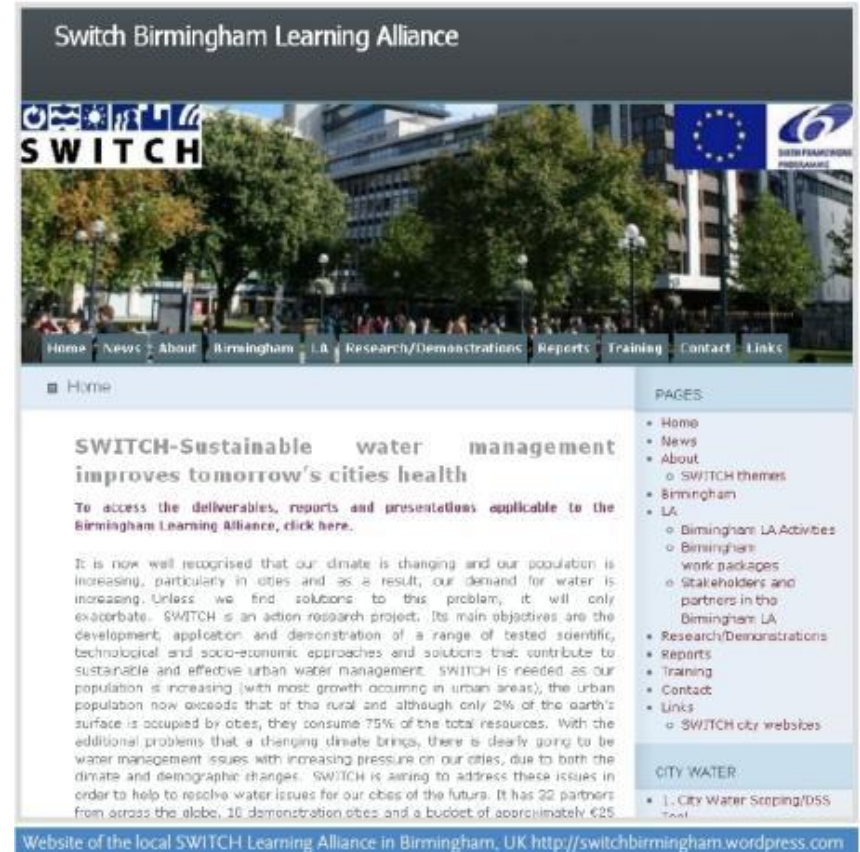 Switch Birmingham Learning Alliance
SWITCH
SIXTH FRAMEWORK
PROGRAMME
Home News About Birmingham LA Research/Demonstrations Reports Training Contact Links
Home
SWITCH-Sustainable water management
improves tomorrow's cities health
To access the deliverables, reports and presentations applicable to the
Birmingham Learning Alliance, click here.
It is now well recognised that our climate is changing and our population is
increasing, particularly in cities and as a result, our demand for water is
increasing. Unless we find solutions to this problem, it will only
exacerbate. SWITCH is an action research project. Its main objectives are the
development, application and demonstration of a range of tested scientific,
technological and socio-economic approaches and solutions that contribute to
sustainable and effective urban water management. SWITCH is needed as our
population is increasing (with most growth occurring in urban areas), the urban
population now exceeds that of the rural and although only 2% of the earth's
surface is occupied by cities, they consume 75% of the total resources. With the
additional problems that a changing climate brings, there is clearly going to be
water management issues with increasing pressure on our cities, due to both the
climate and demographic changes. SWITCH is aiming to address these issues in
order to help to resolve water issues for our cities of the future. It has 32 partners
from across the globe, 10 demonstration cities and a budget of approximately €25
PAGES
Home
News
About
SWITCH themes
Birmingham
LA
Birmingham LA Activities
Birmingham
work packages
Stakeholders and
partners in the
Birmingham LA
Research/Demonstrations
Reports
Training
Contact
Links
SWITCH city websites
CITY WATER
1. City Water Scoping/DSS
Tool
Website of the local SWITCH Learning Alliance in Birmingham, UK http://switchbirmingham.wordpress.com